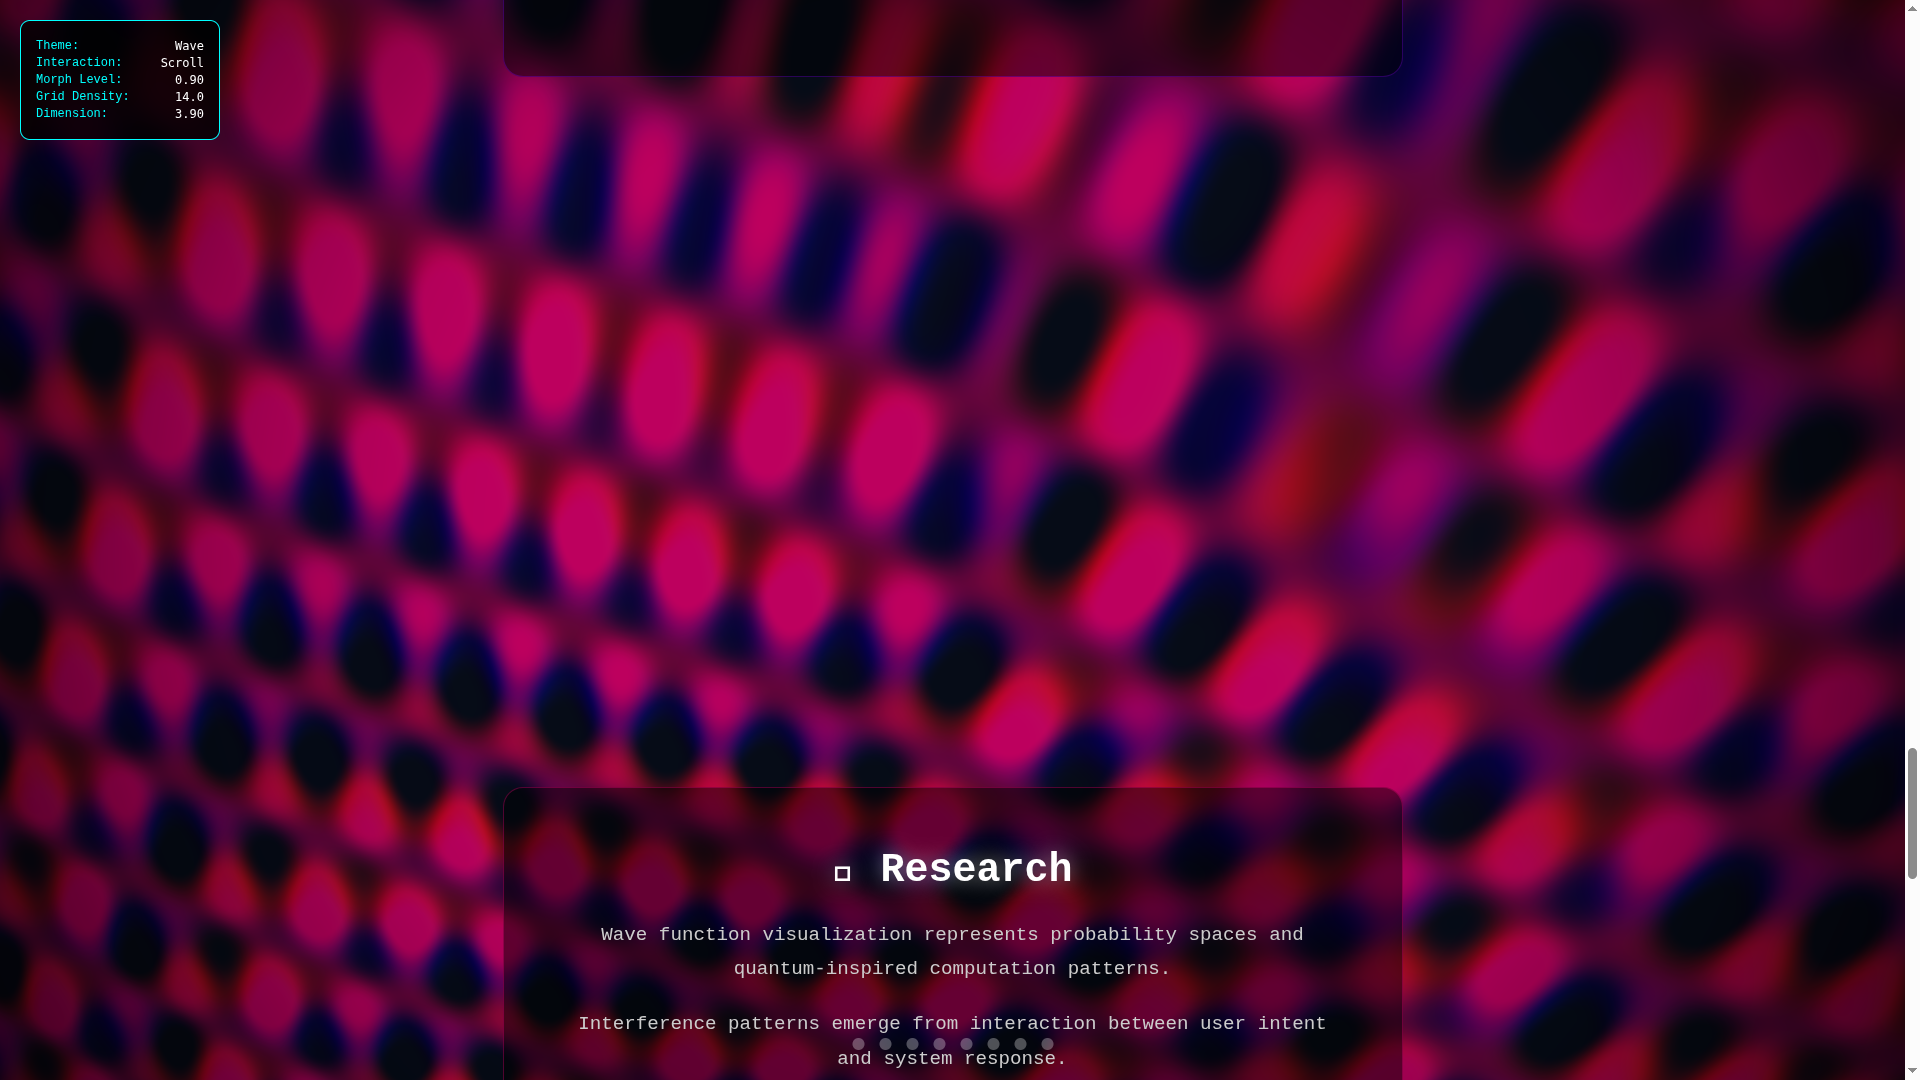 Theme: Wave
Interaction: Scroll
Morph Level: 0.90
Grid Density: 14.0
Dimension: 3.90
Research
Wave function visualization represents probability spaces and
quantum-inspired computation patterns.
Interference patterns emerge from interaction between user intent
and system response.